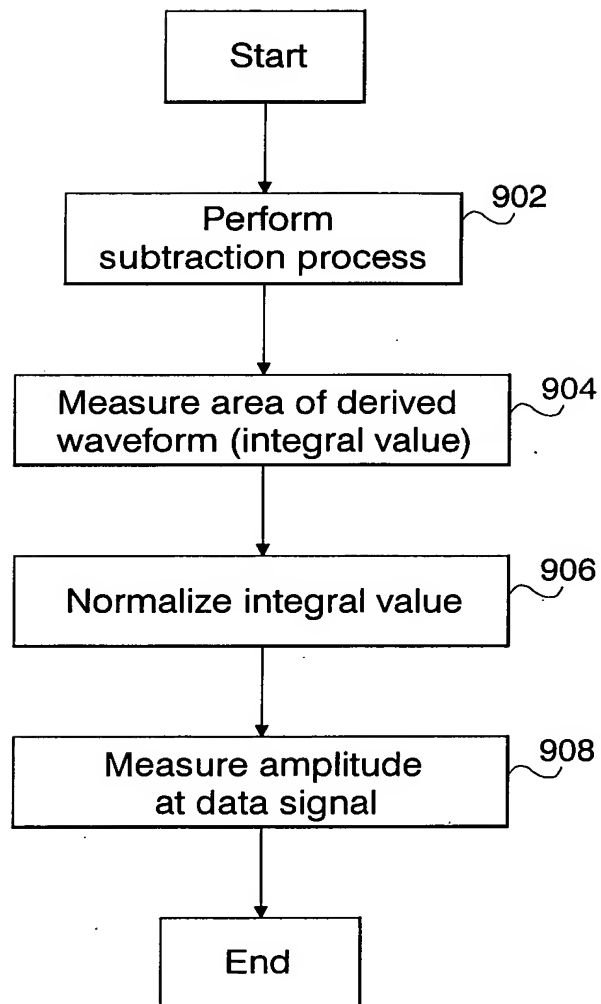 Start
902
Perform
subtraction process
904
Measure area of derived
waveform (integral value)
906
Normalize integral value
908
Measure amplitude
at data signal
End